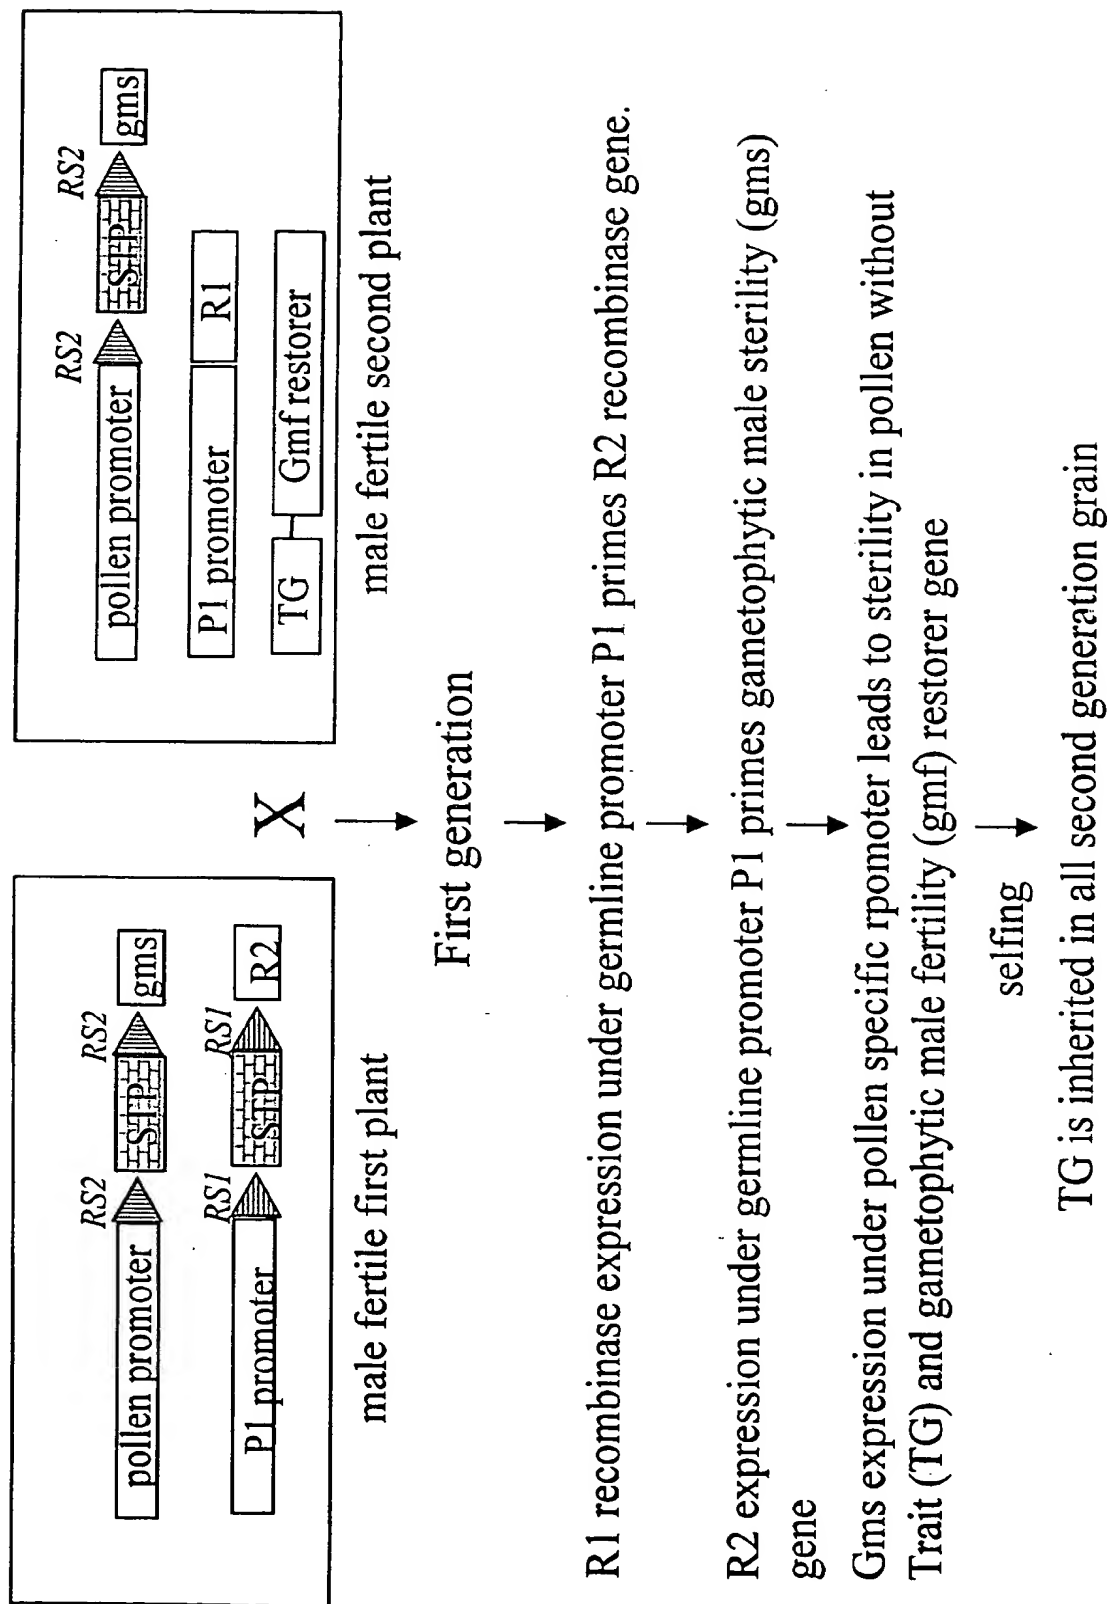 RS2
RS2
pollen promoter
STP
gms
RS1
RS1
P1 promoter
STP
R2
male fertile first plant
X
RS2
RS2
pollen promoter
STP
gms
P1 promoter
R1
TG
Gmf restorer
male fertile second plant
First generation
R1 recombinase expression under germline promoter P1 primes R2 recombinase gene.
R2 expression under germline promoter P1 primes gametophytic male sterility (gms)
gene
Gms expression under pollen specific rpomoter leads to sterility in pollen without
Trait (TG) and gametophytic male fertility (gmf) restorer gene
selfing
TG is inherited in all second generation grain